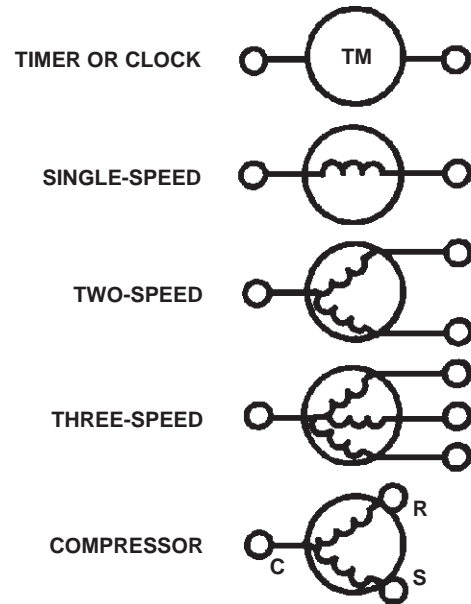 TIMER OR CLOCK
TM
SINGLE-SPEED
TWO-SPEED
THREE-SPEED
COMPRESSOR
C
R
S